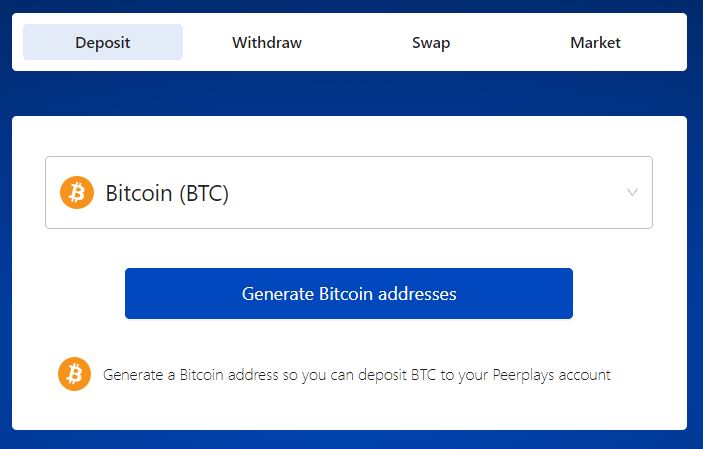 Deposit Withdraw Swap Market
Bitcoin (BTC)
Generate Bitcoin addresses
Generate a Bitcoin address so you can deposit BTC to your Peerplays account